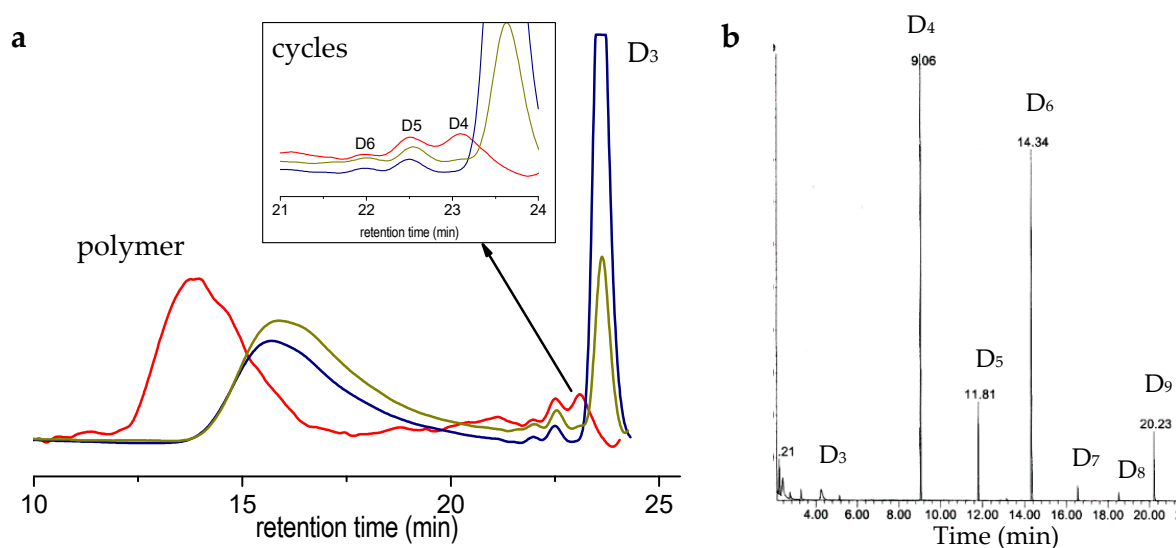 a
cycles
D6
D5
D4
21 22 23 24
retention time (min)
D₃
polymer
10 15 20 25
retention time (min)
b
D₄
9.06
D₆
14.34
D₅
11.81
D₉
20.23
.21
D₃
D₇
D₈
4.00 6.00 8.00 10.00 12.00 14.00 16.00 18.00 20.00
Time (min)